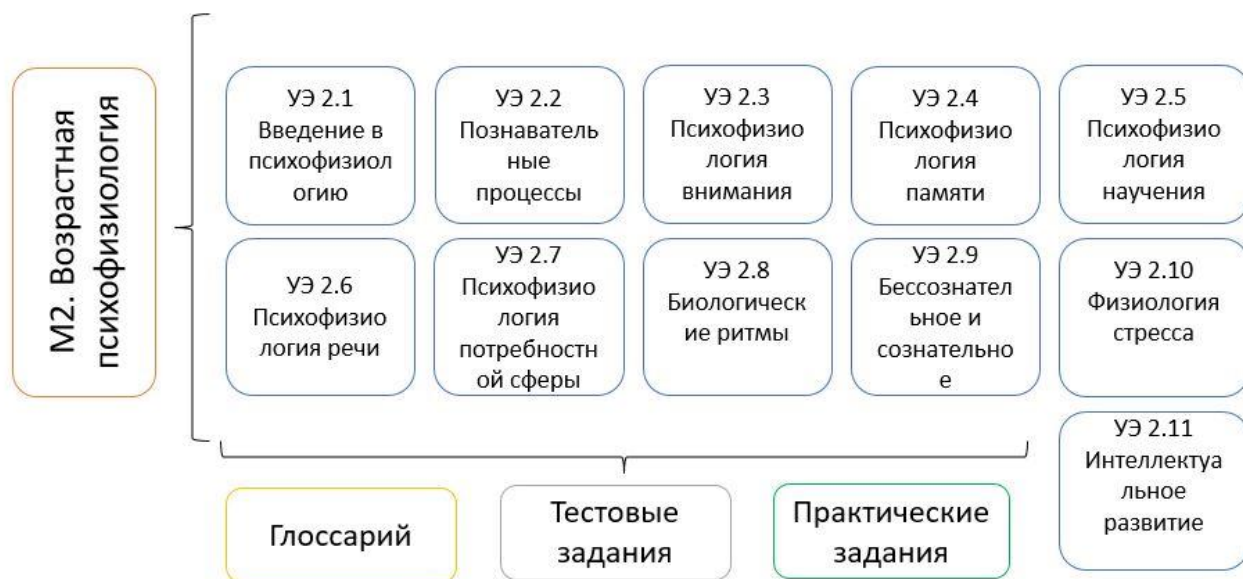 М2. Возрастная
психофизиология
УЭ 2.1
Введение в
психофизиол
огию
УЭ 2.2
Познаватель
ные
процессы
УЭ 2.3
Психофизио
логия
внимания
УЭ 2.4
Психофизио
логия
памяти
УЭ 2.5
Психофизио
логия
научения
УЭ 2.6
Психофизио
логия речи
УЭ 2.7
Психофизио
логия
потребностн
ой сферы
УЭ 2.8
Биологическ
ие ритмы
УЭ 2.9
Бессознател
ьное и
сознательно
е
УЭ 2.10
Физиология
стресса
УЭ 2.11
Интеллектуа
льное
развитие
Глоссарий
Тестовые
задания
Практические
задания